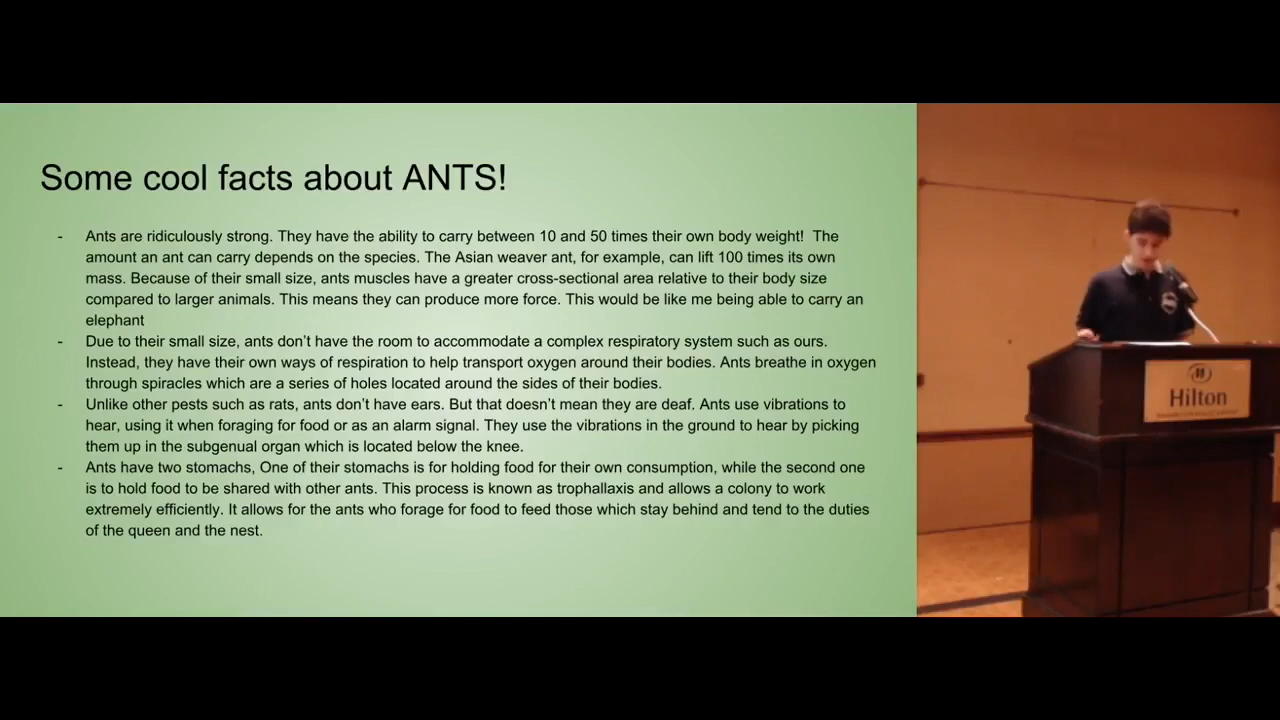 Some cool facts about ANTS!
- Ants are ridiculously strong. They have the ability to carry between 10 and 50 times their own body weight!  The
amount an ant can carry depends on the species. The Asian weaver ant, for example, can lift 100 times its own
mass. Because of their small size, ants muscles have a greater cross-sectional area relative to their body size
compared to larger animals. This means they can produce more force. This would be like me being able to carry an
elephant
- Due to their small size, ants don’t have the room to accommodate a complex respiratory system such as ours.
Instead, they have their own ways of respiration to help transport oxygen around their bodies. Ants breathe in oxygen
through spiracles which are a series of holes located around the sides of their bodies.
- Unlike other pests such as rats, ants don’t have ears. But that doesn’t mean they are deaf. Ants use vibrations to
hear, using it when foraging for food or as an alarm signal. They use the vibrations in the ground to hear by picking
them up in the subgenual organ which is located below the knee.
- Ants have two stomachs, One of their stomachs is for holding food for their own consumption, while the second one
is to hold food to be shared with other ants. This process is known as trophallaxis and allows a colony to work
extremely efficiently. It allows for the ants who forage for food to feed those which stay behind and tend to the duties
of the queen and the nest.
Hilton